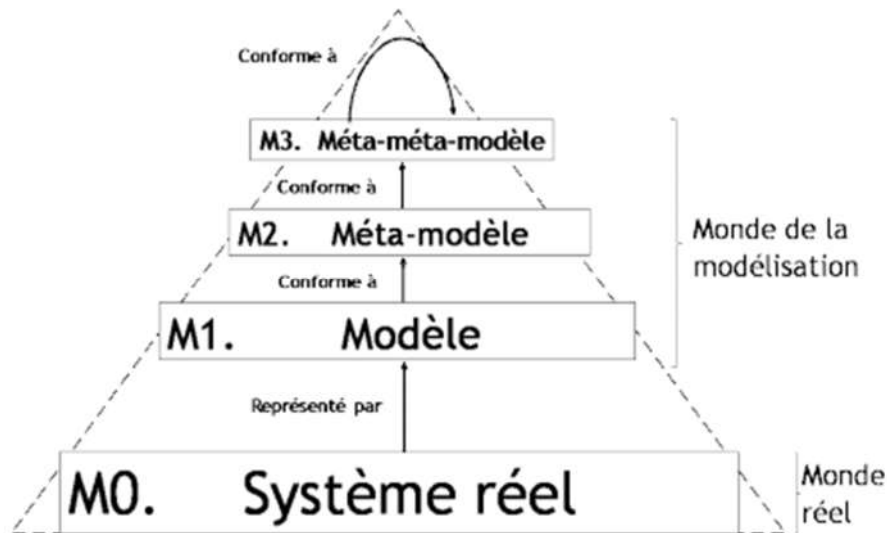 Conforme à
M3. Méta-méta-modèle
Conforme à
M2. Méta-modèle
Monde de la
modélisation
Conforme à
M1. Modèle
Représenté par
M0. Système réel
Monde
réel